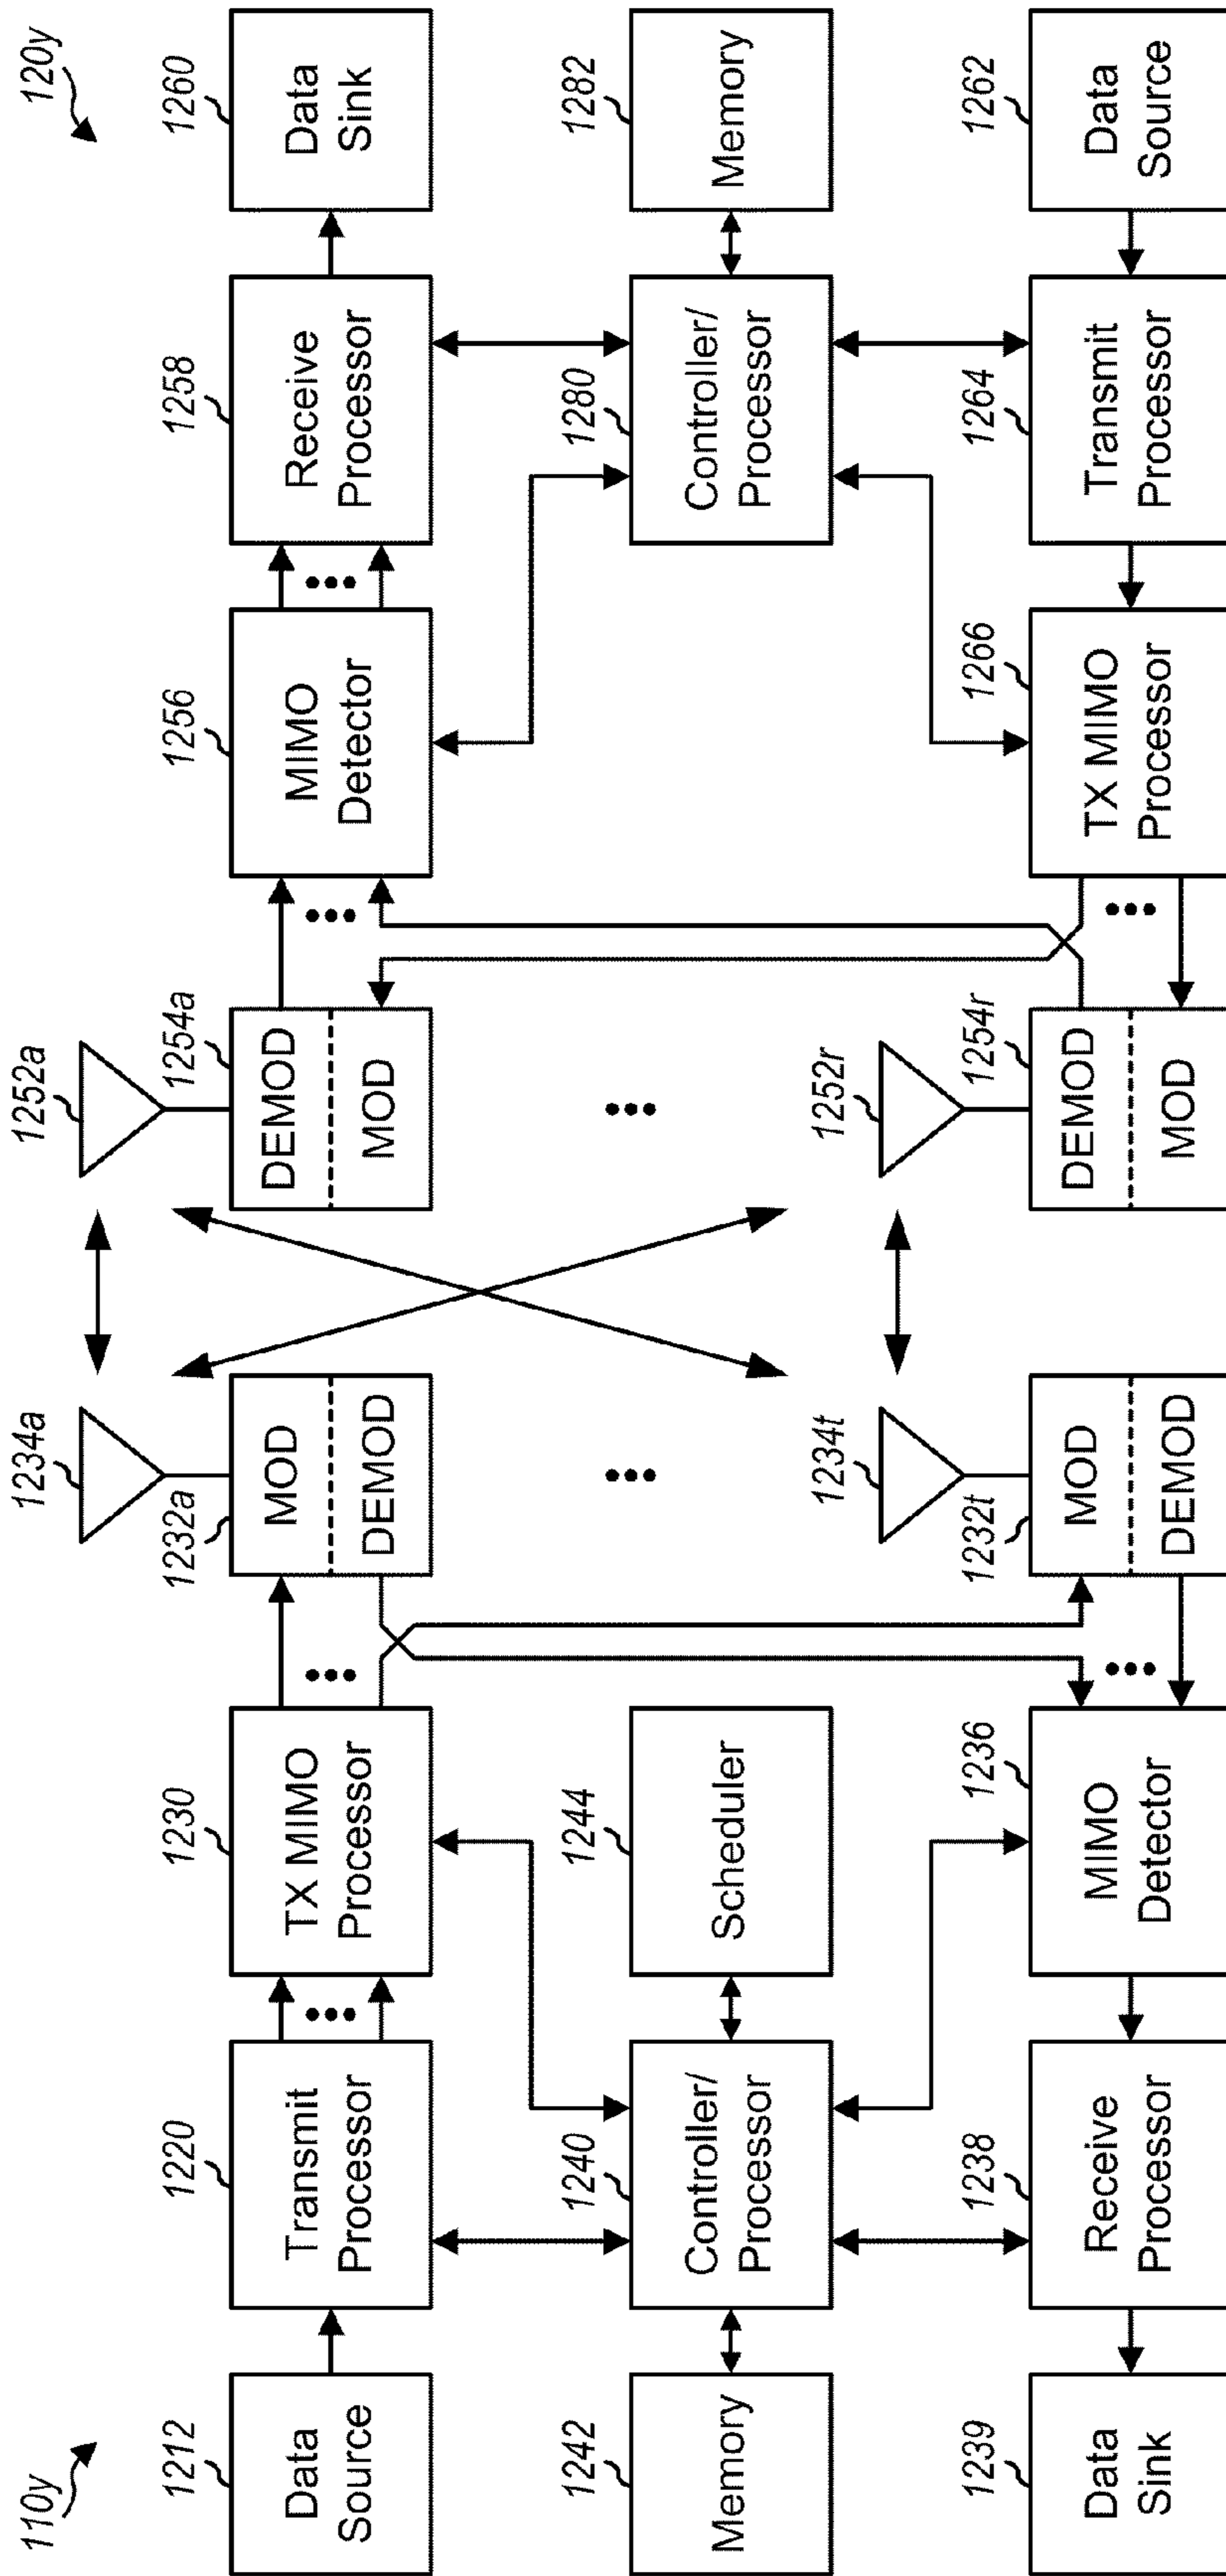 110y
120y
1234a
1252a
1212
1220
1230
1232a
1254a
1256
1258
1260
Data
Source
Transmit
Processor
TX MIMO
Processor
MOD
DEMOD
DEMOD
MOD
MIMO
Detector
Receive
Processor
Data
Sink
1242
1240
1244
1280
1282
Memory
Controller/
Processor
Scheduler
Controller/
Processor
Memory
1234t
1252r
1239
1238
1236
1232t
1254r
1266
1264
1262
Data
Sink
Receive
Processor
MIMO
Detector
MOD
DEMOD
DEMOD
MOD
TX MIMO
Processor
Transmit
Processor
Data
Source